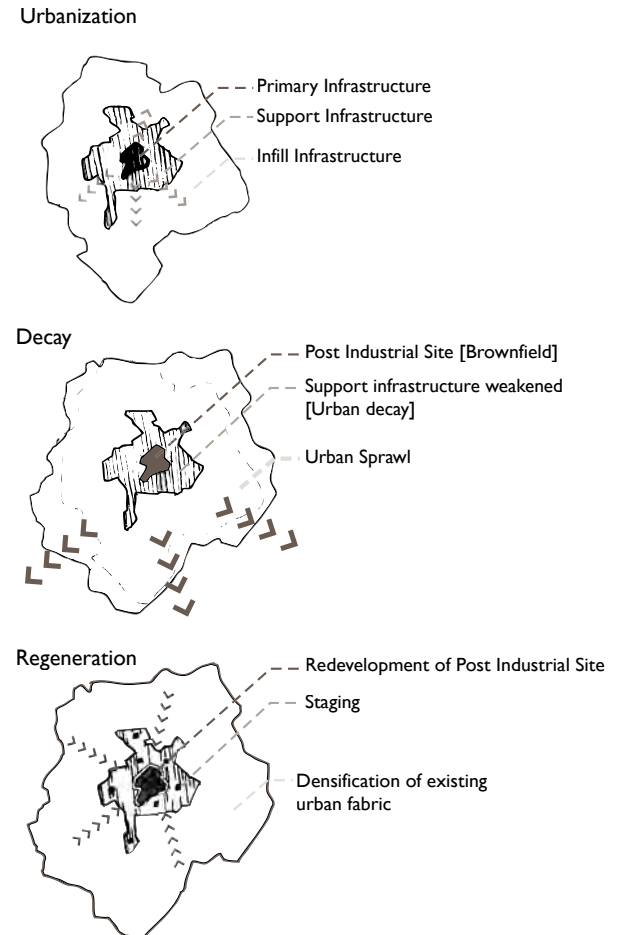 Urbanization
Primary Infrastructure
Support Infrastructure
Infill Infrastructure
Decay
Post Industrial Site [Brownfield]
Support infrastructure weakened
[Urban decay]
Urban Sprawl
Regeneration
Redevelopment of Post Industrial Site
Staging
Densification of existing
urban fabric